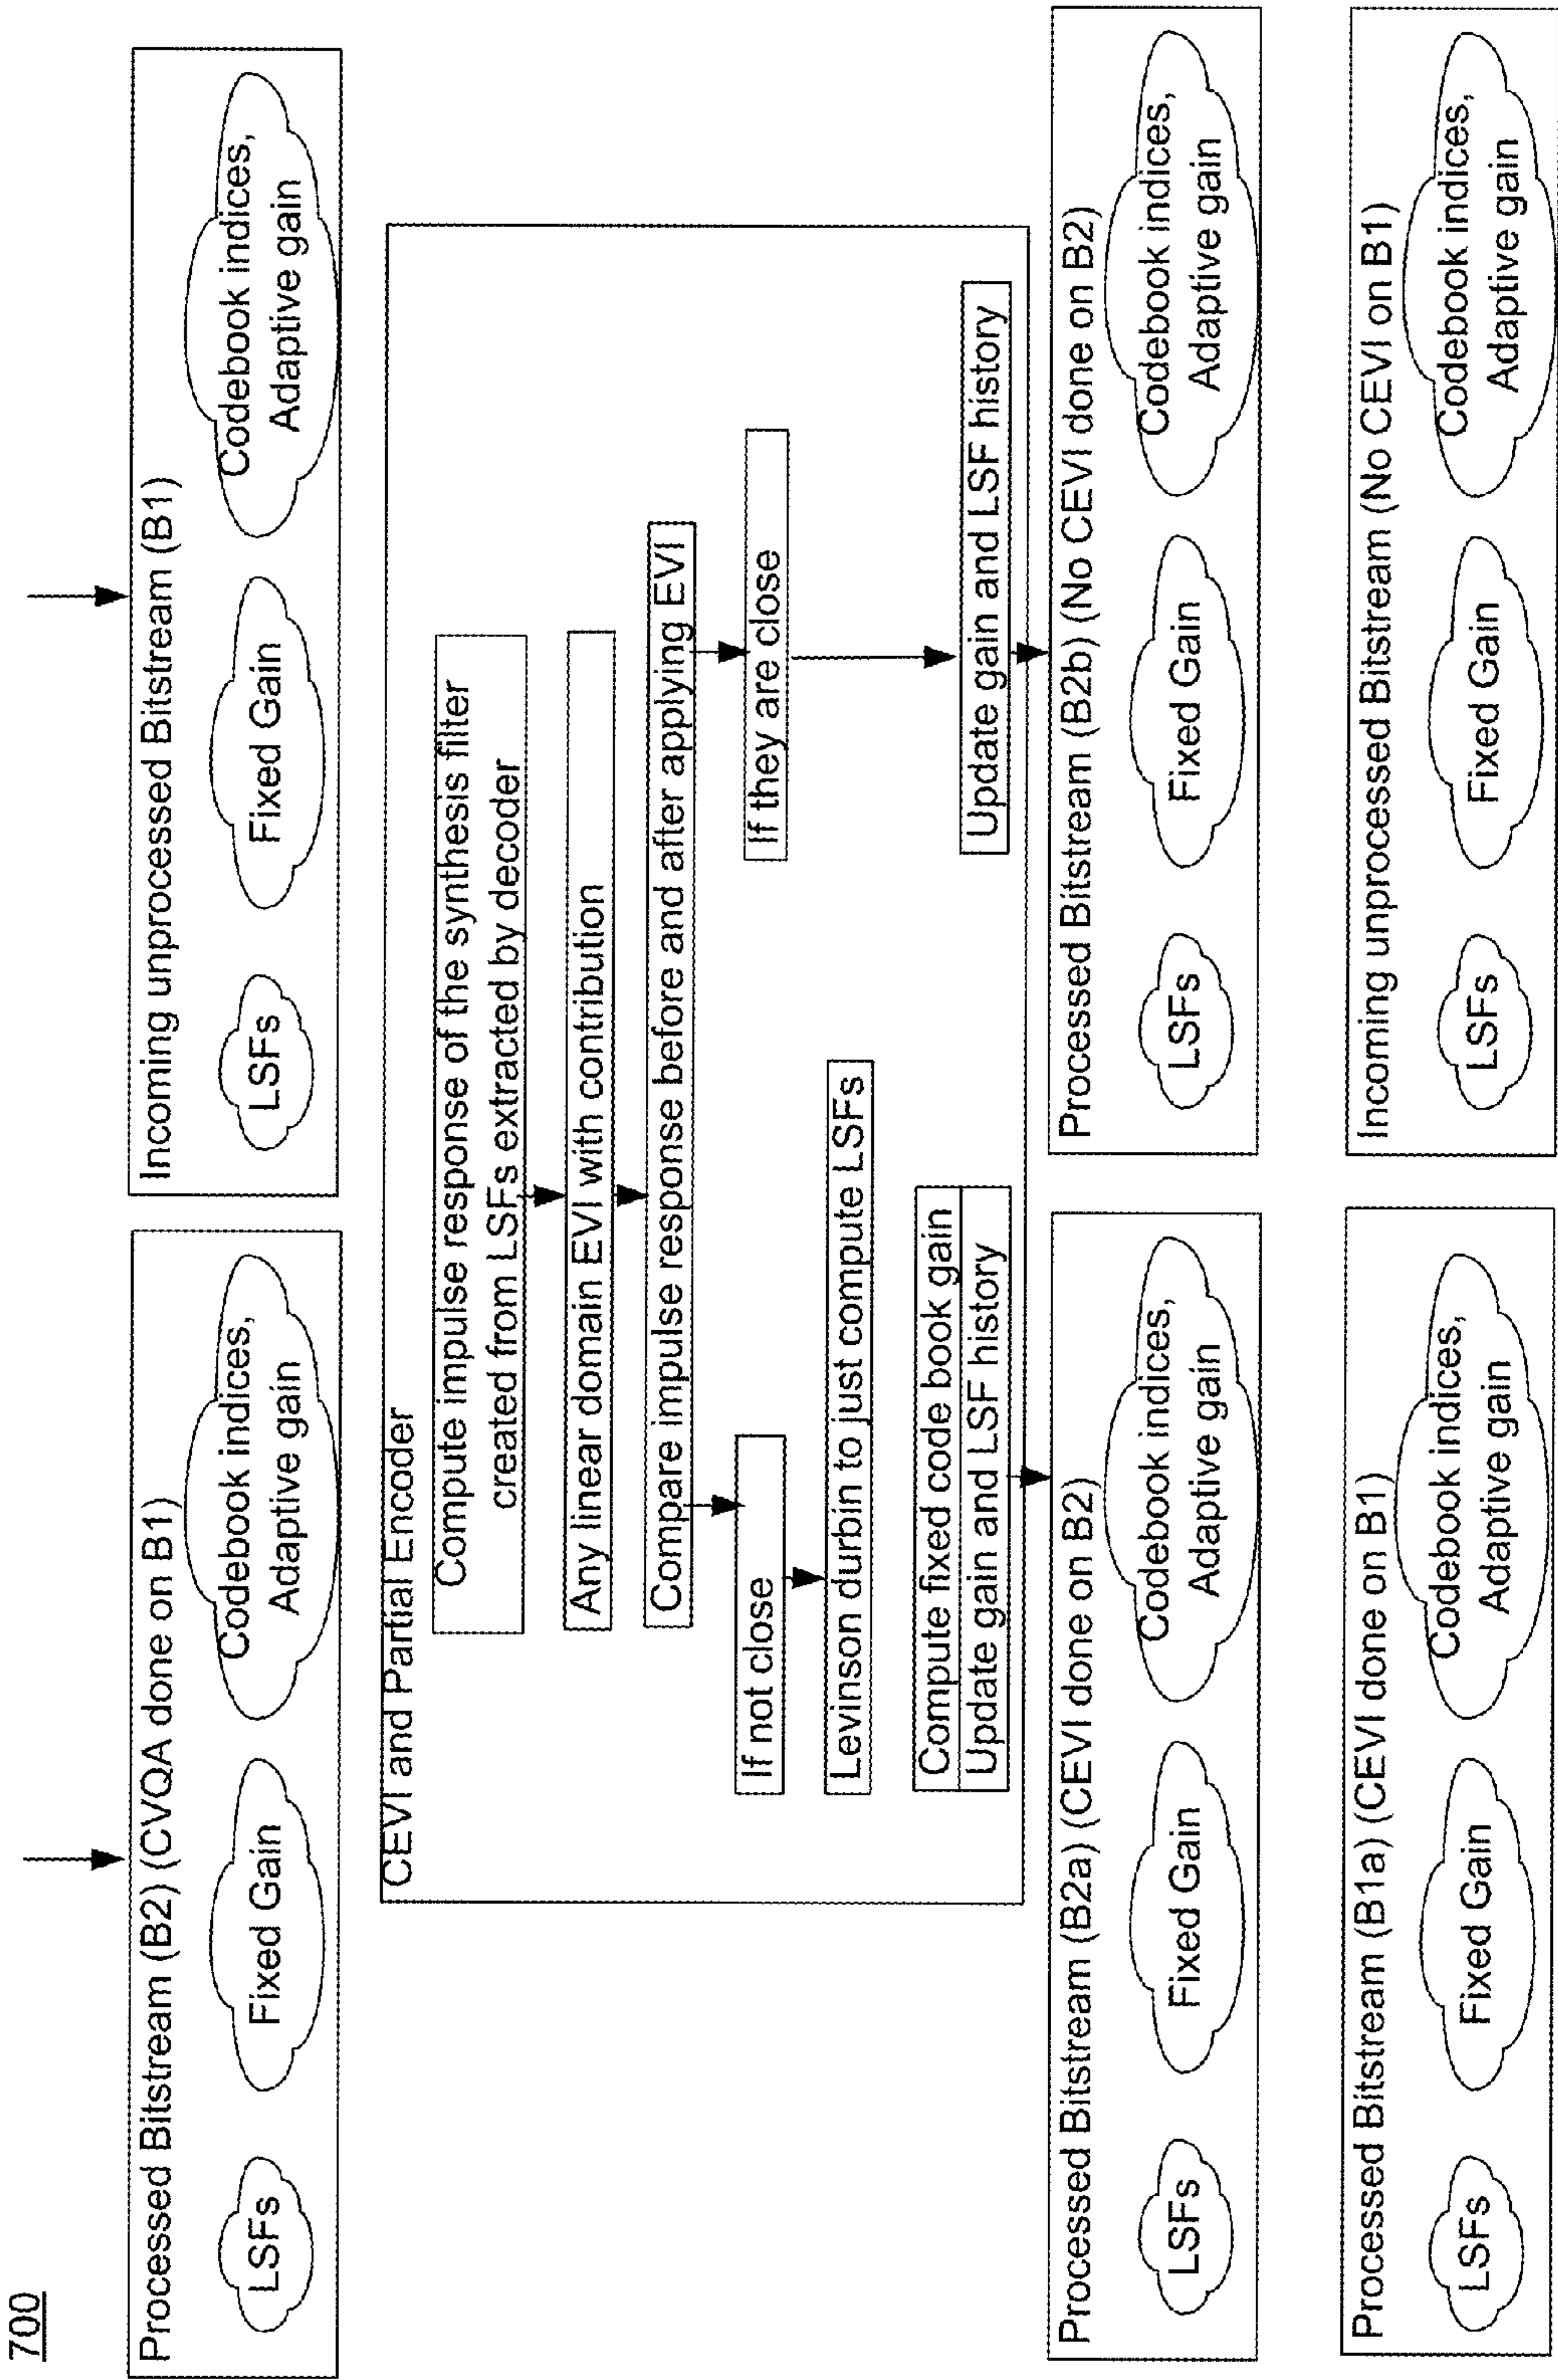 700
Processed Bitstream (B2) (CVQA done on B1)
LSFs
Fixed Gain
Codebook indices,
Adaptive gain
Incoming unprocessed Bitstream (B1)
LSFs
Fixed Gain
Codebook indices,
Adaptive gain
CEVI and Partial Encoder
Compute impulse response of the synthesis filter
created from LSFs extracted by decoder
Any linear domain EVI with contribution
Compare impulse response before and after applying EVI
If not close
If they are close
Levinson durbin to just compute LSFs
Compute fixed code book gain
Update gain and LSF history
Update gain and LSF history
Processed Bitstream (B2a) (CEVI done on B2)
LSFs
Fixed Gain
Codebook indices,
Adaptive gain
Processed Bitstream (B2b) (No CEVI done on B2)
LSFs
Fixed Gain
Codebook indices,
Adaptive gain
Processed Bitstream (B1a) (CEVI done on B1)
LSFs
Fixed Gain
Codebook indices,
Adaptive gain
Incoming unprocessed Bitstream (No CEVI on B1)
LSFs
Fixed Gain
Codebook indices,
Adaptive gain